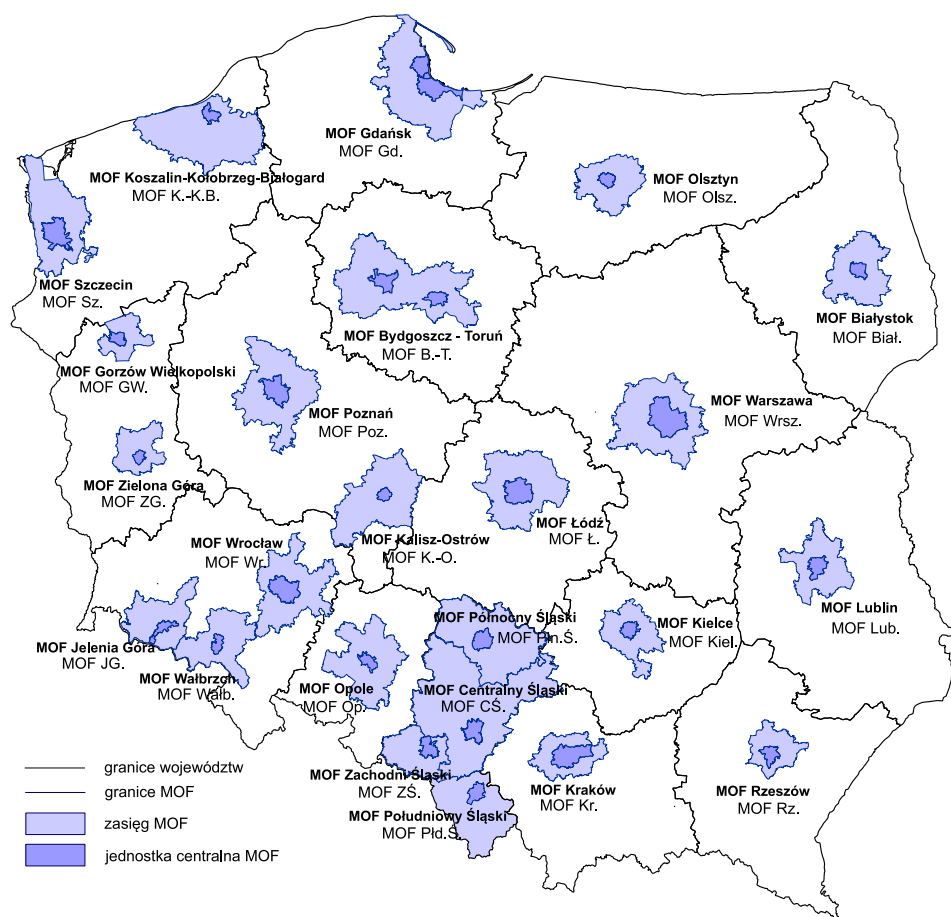 MOF Gdańsk
MOF Gd.
MOF Koszalin-Kołobrzeg-Białogard
MOF K.-K.B.
MOF Olsztyn
MOF Olsz.
MOF Szczecin
MOF Sz.
MOF Białystok
MOF Biał.
MOF Bydgoszcz - Toruń
MOF B.-T.
MOF Gorzów Wielkopolski
MOF GW.
MOF Warszawa
MOF Wrsz.
MOF Poznań
MOF Poz.
MOF Zielona Góra
MOF ZG.
MOF Łódź
MOF Ł.
MOF Kalisz-Ostrów
MOF K.-O.
MOF Wrocław
MOF Wr.
MOF Lublin
MOF Lub.
MOF Północny Śląski
MOF Płn.Ś.
MOF Kielce
MOF Kiel.
MOF Jelenia Góra
MOF JG.
MOF Wałbrzych
MOF Wałb.
MOF Opole
MOF Op.
MOF Centralny Śląski
MOF CŚ.
MOF Zachodni Śląski
MOF ZŚ.
MOF Kraków
MOF Kr.
MOF Rzeszów
MOF Rz.
MOF Południowy Śląski
MOF Płd.Ś.
granice województw
granice MOF
zasięg MOF
jednostka centralna MOF